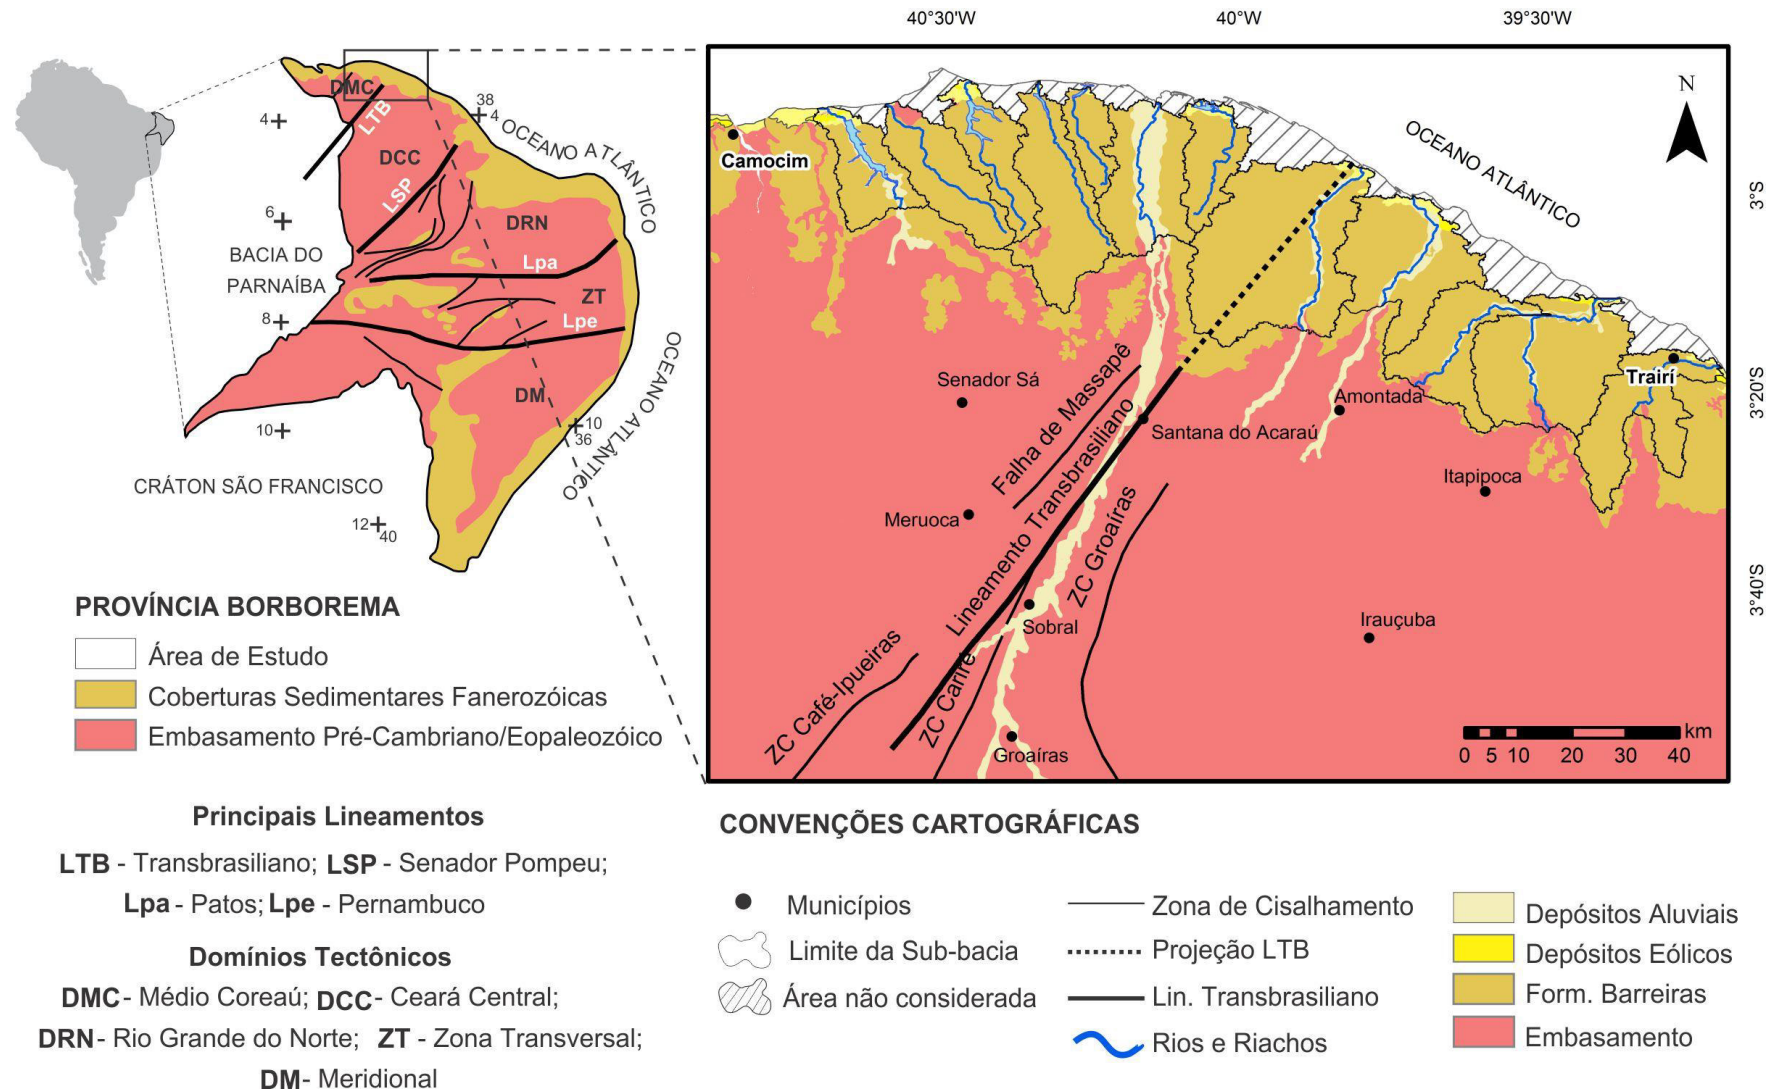 40°30'W
40°W
39°30'W
DMC
LTB
4
38
4
OCEANO ATLÂNTICO
DCC
LSP
6
DRN
BACIA DO
PARNAÍBA
Lpa
ZT
8
Lpe
OCEANO ATLÂNTICO
DM
10
10
36
CRÁTON SÃO FRANCISCO
12
40
N
OCEANO ATLÂNTICO
Camocim
3°S
Trairí
3°20'S
Senador Sá
Falha de Massapê
Amontada
Santana do Acaraú
Lineamento Transbrasiliano
Itapipoca
Meruoca
ZC Groaíras
3°40'S
Sobral
Irauçuba
ZC Café-Ipueiras
ZC Cariré
Groaíras
km
0 5 10 20 30 40
PROVÍNCIA BORBOREMA
Área de Estudo
Coberturas Sedimentares Fanerozóicas
Embasamento Pré-Cambriano/Eopaleozóico
Principais Lineamentos
LTB - Transbrasiliano; LSP - Senador Pompeu;
Lpa - Patos; Lpe - Pernambuco
Domínios Tectônicos
DMC- Médio Coreaú; DCC- Ceará Central;
DRN- Rio Grande do Norte; ZT - Zona Transversal;
DM- Meridional
CONVENÇÕES CARTOGRÁFICAS
Municípios
Limite da Sub-bacia
Área não considerada
Zona de Cisalhamento
Projeção LTB
Lin. Transbrasiliano
Rios e Riachos
Depósitos Aluviais
Depósitos Eólicos
Form. Barreiras
Embasamento